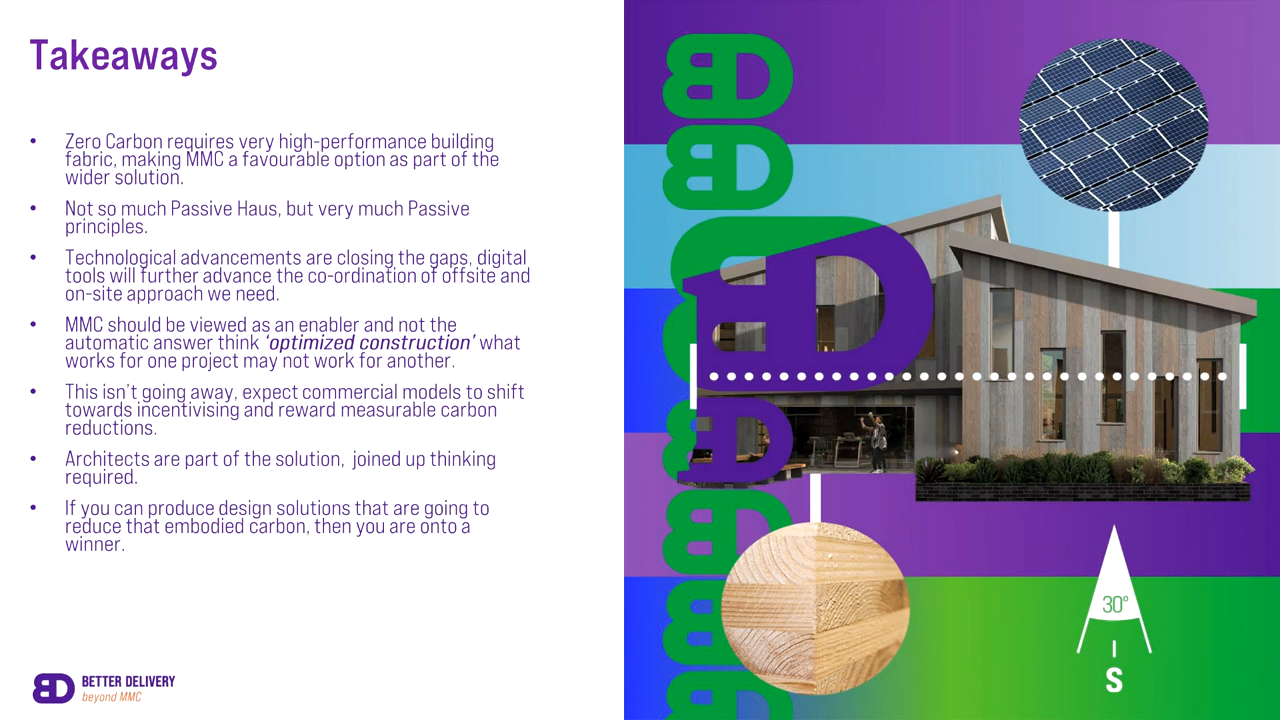 Takeaways
• Zero Carbon requires very high-performance building
fabric, making MMC a favourable option as part of the
wider solution.
• Not so much Passive Haus, but very much Passive
principles.
• Technological advancements are closing the gaps, digital
tools will further advance the co-ordination of offsite and
on-site approach we need.
• MMC should be viewed as an enabler and not the
automatic answer think ‘optimized construction’ what
works for one project may not work for another.
• This isn’t going away, expect commercial models to shift
towards incentivising and reward measurable carbon
reductions.
• Architects are part of the solution, joined up thinking
required.
• If you can produce design solutions that are going to
reduce that embodied carbon, then you are onto a
winner.
BD BETTER DELIVERY
beyond MMC
30°
S